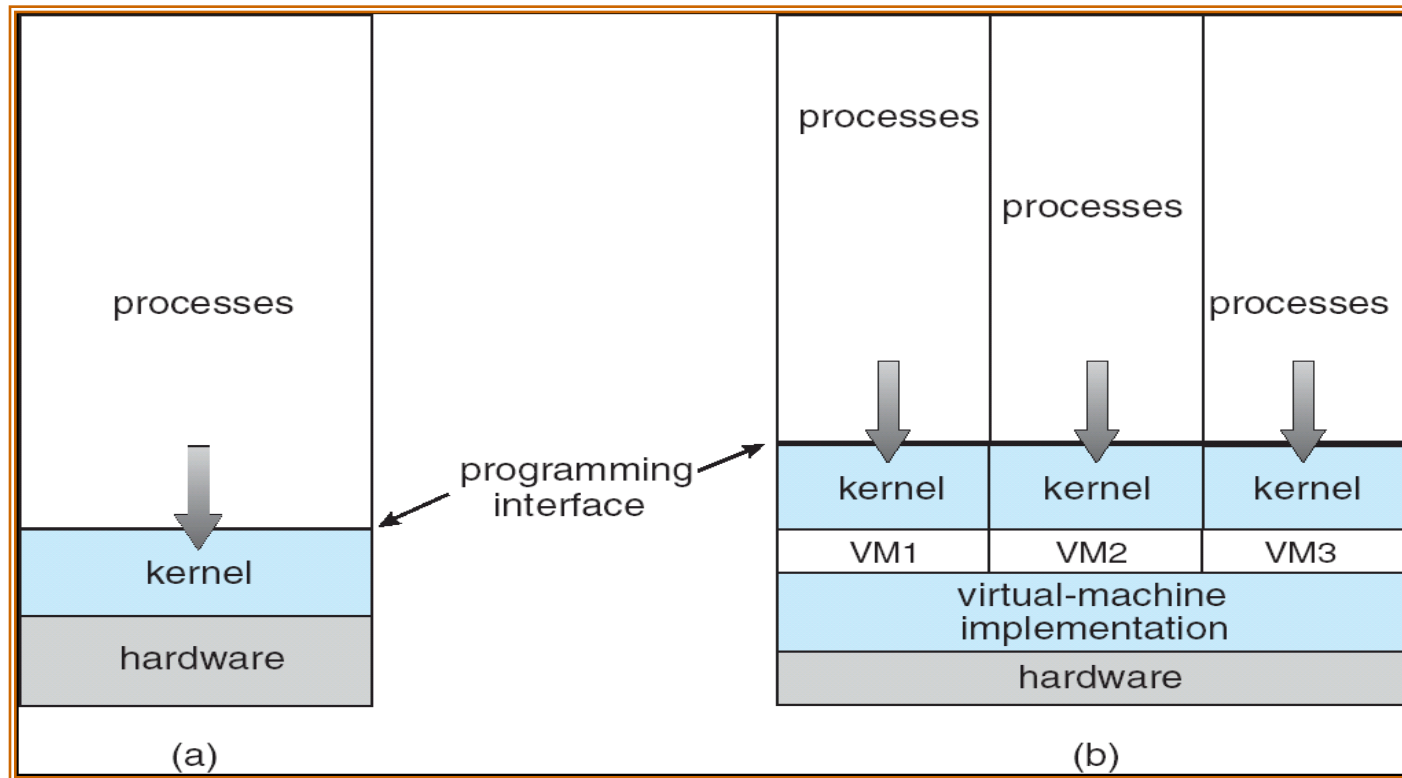 processes
kernel
hardware
(a)
programming
interface
processes
processes
processes
kernel
kernel
kernel
VM1
VM2
VM3
virtual-machine
implementation
hardware
(b)